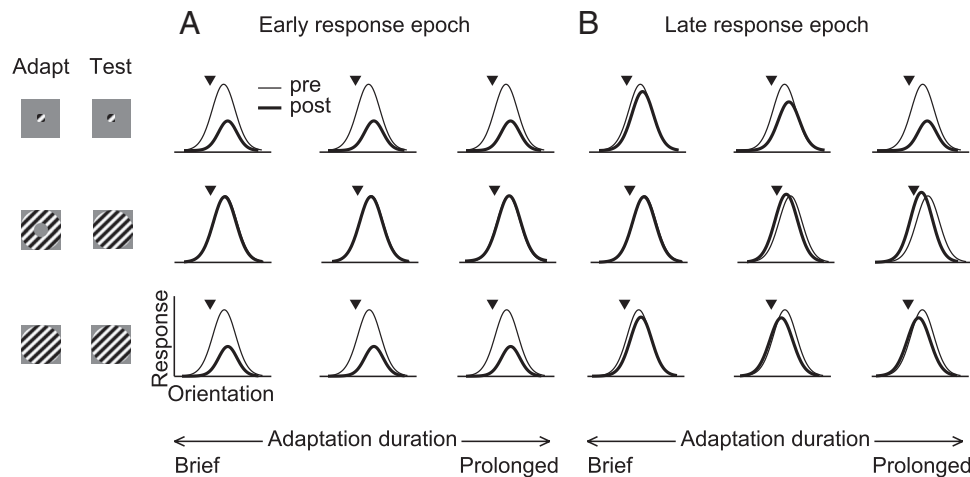 A Early response epoch
B Late response epoch
Adapt Test
pre
post
Response
Orientation
Adaptation duration
Brief Prolonged
Adaptation duration
Brief Prolonged